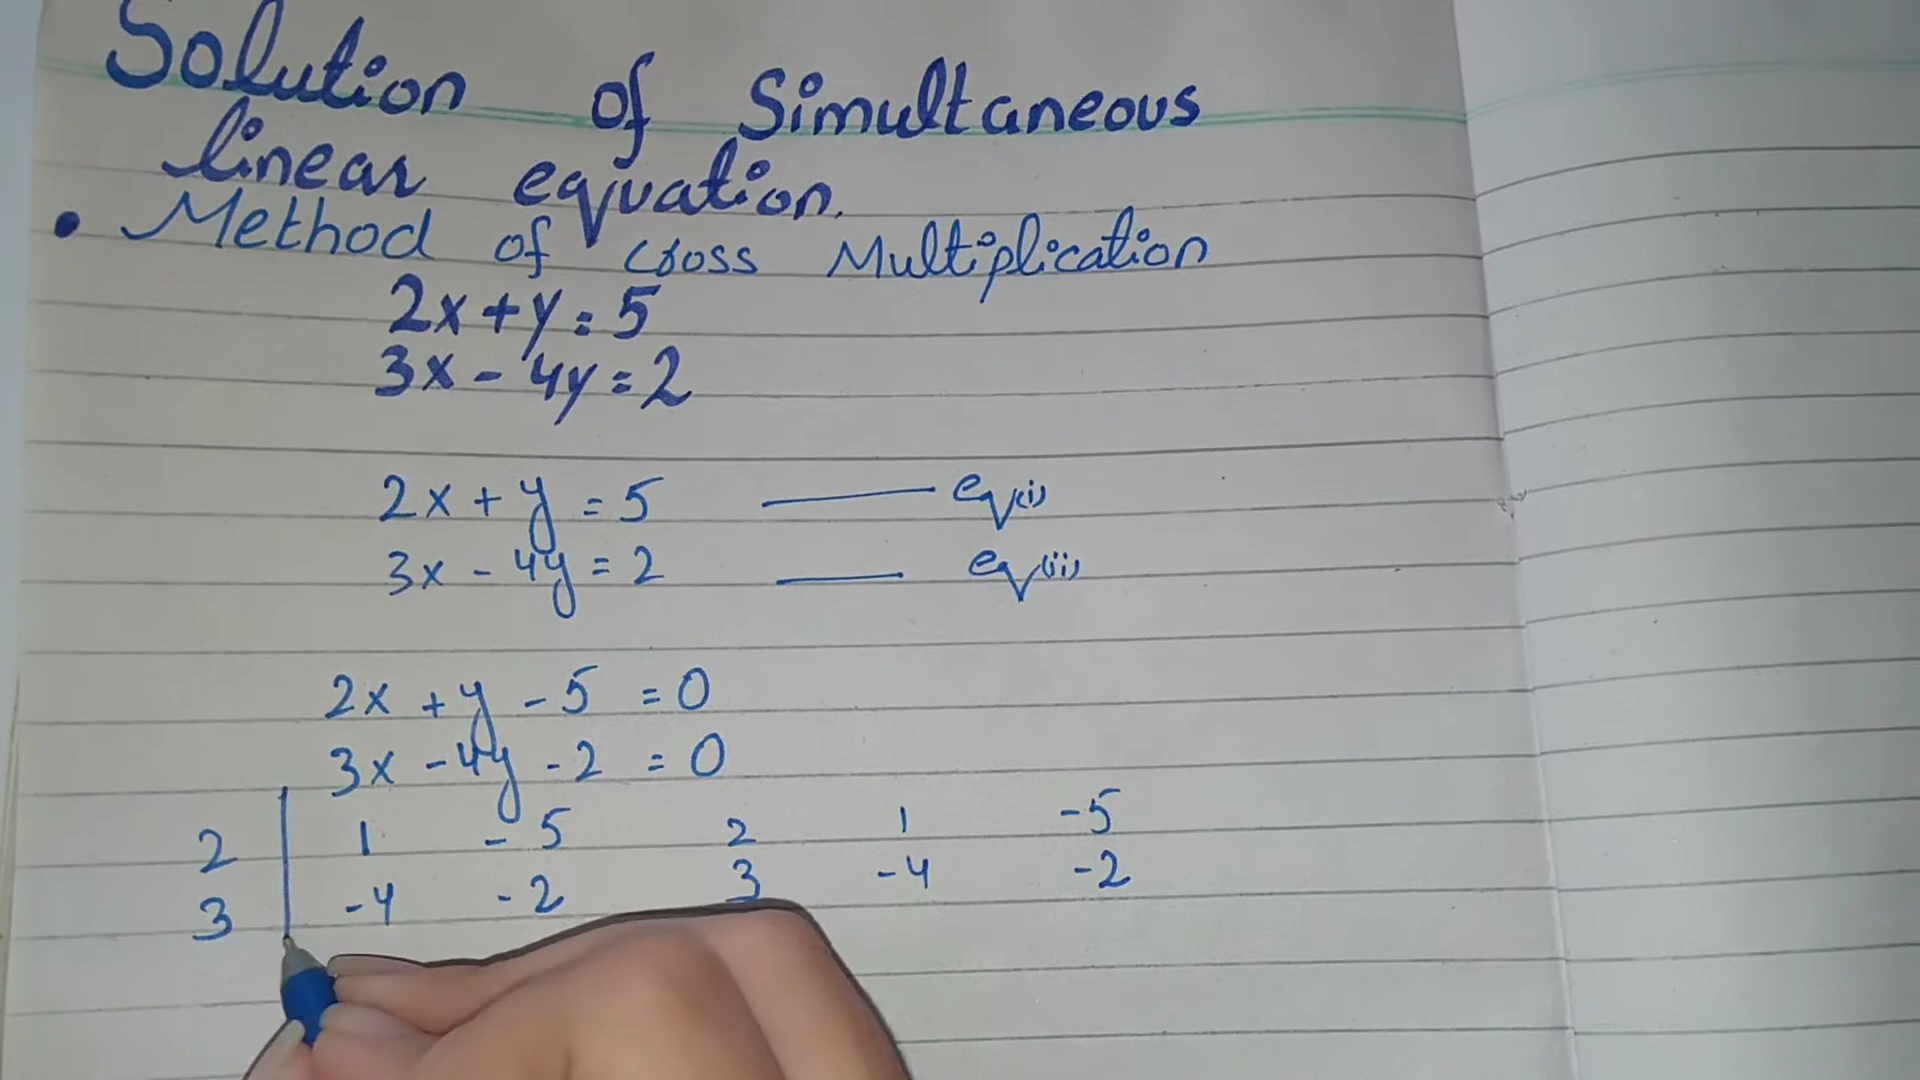 Solution of Simultaneous
linear equation.
• Method of cross Multiplication
2x + y = 5
3x - 4y = 2
2x + y = 5 —— eq(i)
3x - 4y = 2 —— eq(ii)
2x + y - 5 = 0
3x - 4y - 2 = 0
2 | 1 - 5 2 1 -5
3 | -4 - 2 3 -4 -2